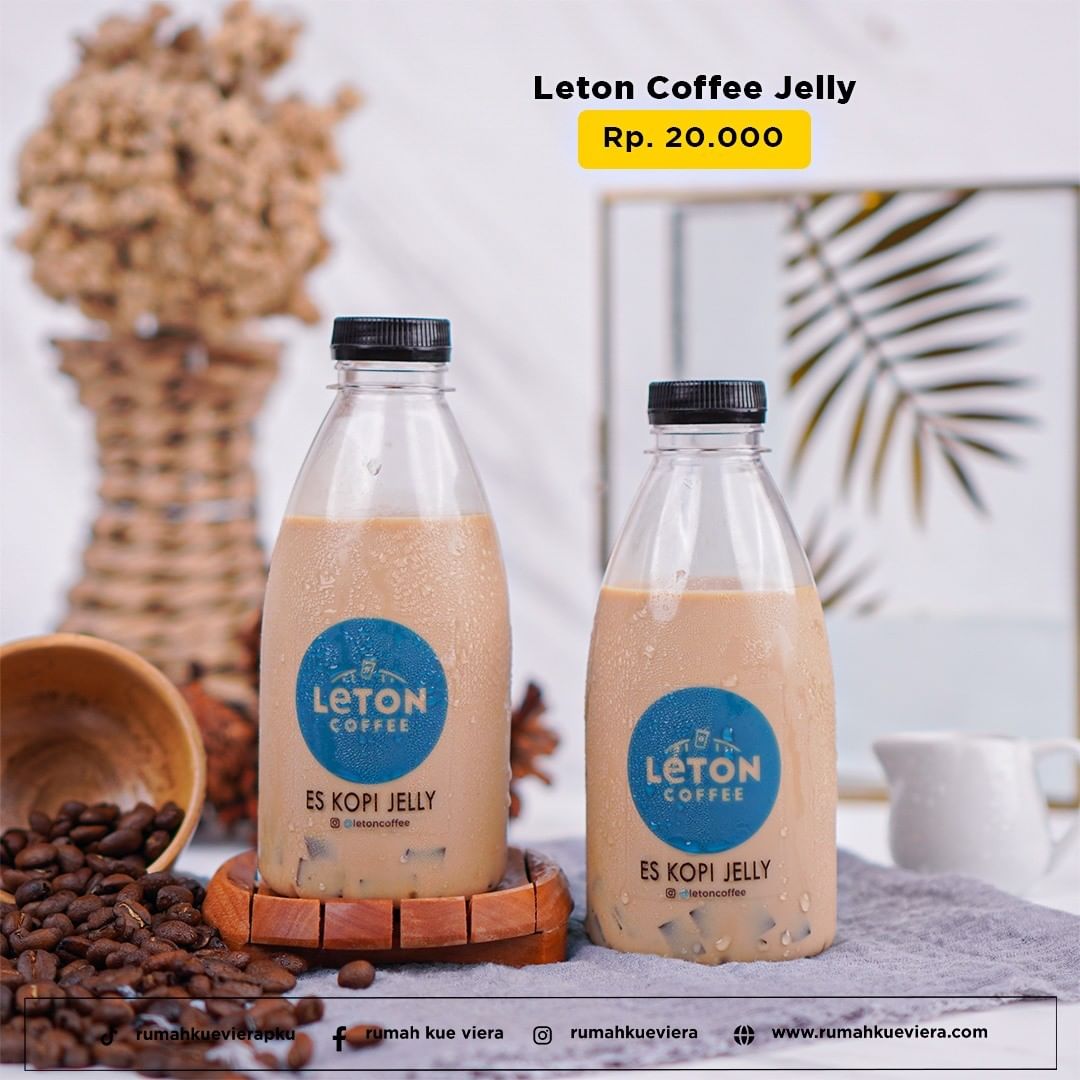 Leton Coffee Jelly
Rp. 20.000
LeTON
COFFEE
ES KOPI JELLY
@letoncoffee
LeTON
COFFEE
ES KOPI JELLY
@letoncoffee
rumahkuevierapku
rumah kue viera
rumahkueviera
www.rumahkueviera.com